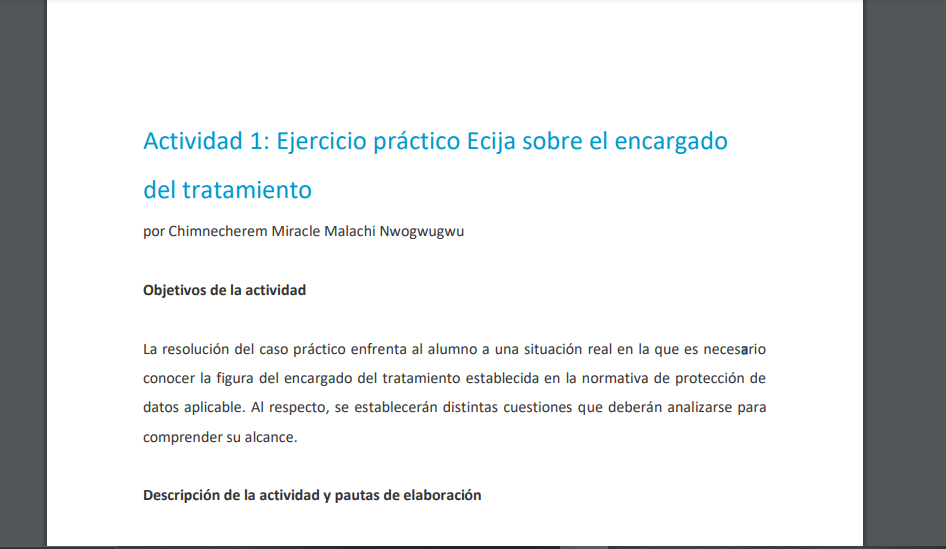 Actividad 1: Ejercicio práctico Ecija sobre el encargado
del tratamiento
por Chimnecherem Miracle Malachi Nwogwugwu
Objetivos de la actividad
La resolución del caso práctico enfrenta al alumno a una situación real en la que es necesario
conocer la figura del encargado del tratamiento establecida en la normativa de protección de
datos aplicable. Al respecto, se establecerán distintas cuestiones que deberán analizarse para
comprender su alcance.
Descripción de la actividad y pautas de elaboración